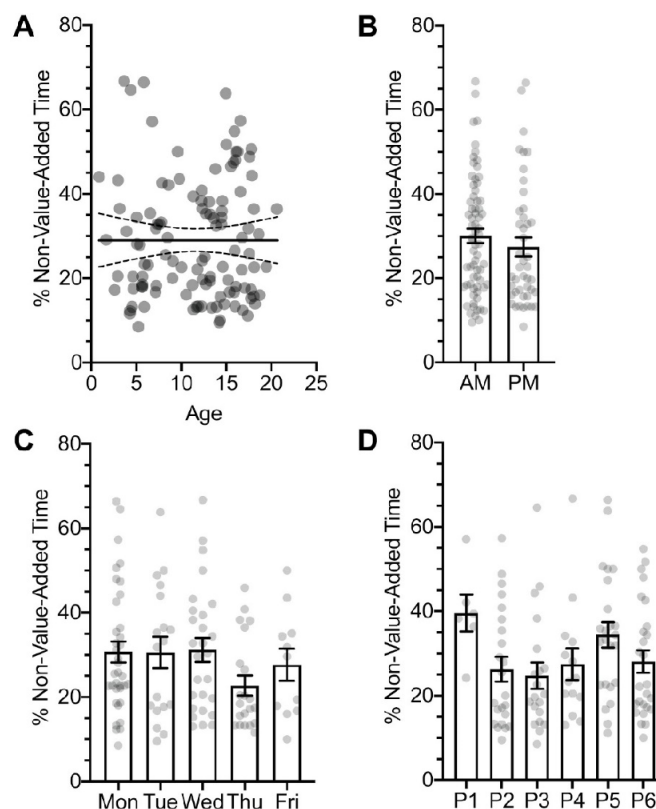 A
% Non-Value-Added Time
80
60
40
20
0
0 5 10 15 20 25
Age
B
% Non-Value-Added Time
80
60
40
20
0
AM PM
C
% Non-Value-Added Time
80
60
40
20
0
Mon Tue Wed Thu Fri
D
% Non-Value-Added Time
80
60
40
20
0
P1 P2 P3 P4 P5 P6